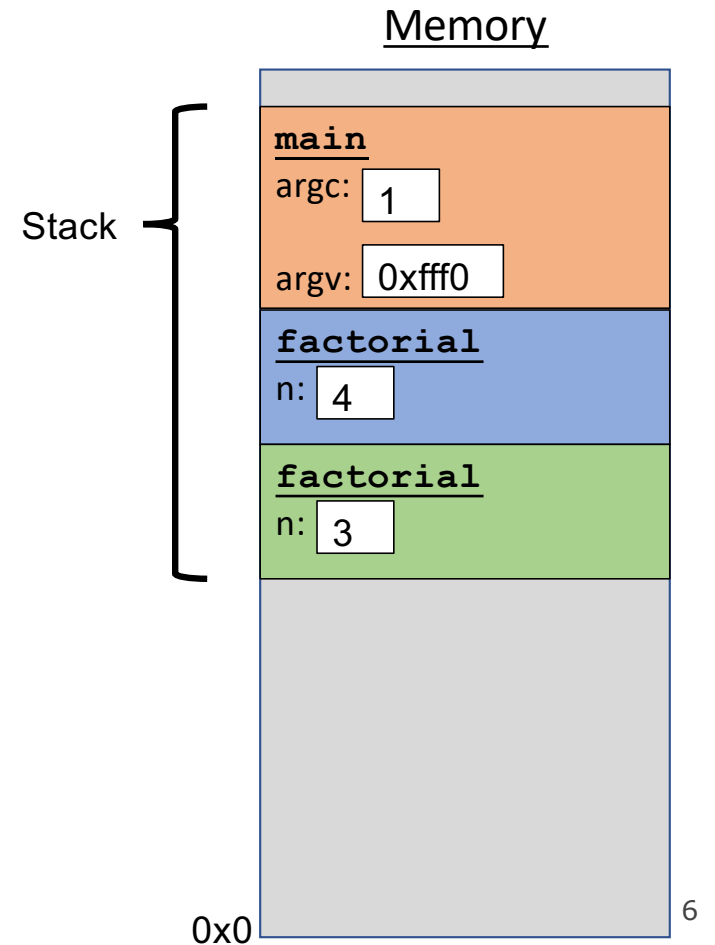 Memory
main
argc: 1
Stack
argv: 0xfff0
factorial
n: 4
factorial
n: 3
0x0
6